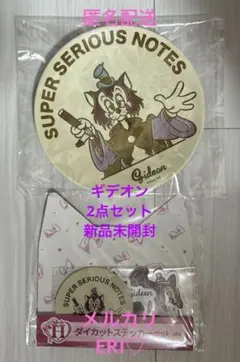 匿名配送
SUPER SERIOUS NOTES
Gideon
ギデオン
2点セット
新品未開封
SUPER SERIOUS NOTES
Gideon
H
ダイカットステッカー
メルカリ
ERI♡